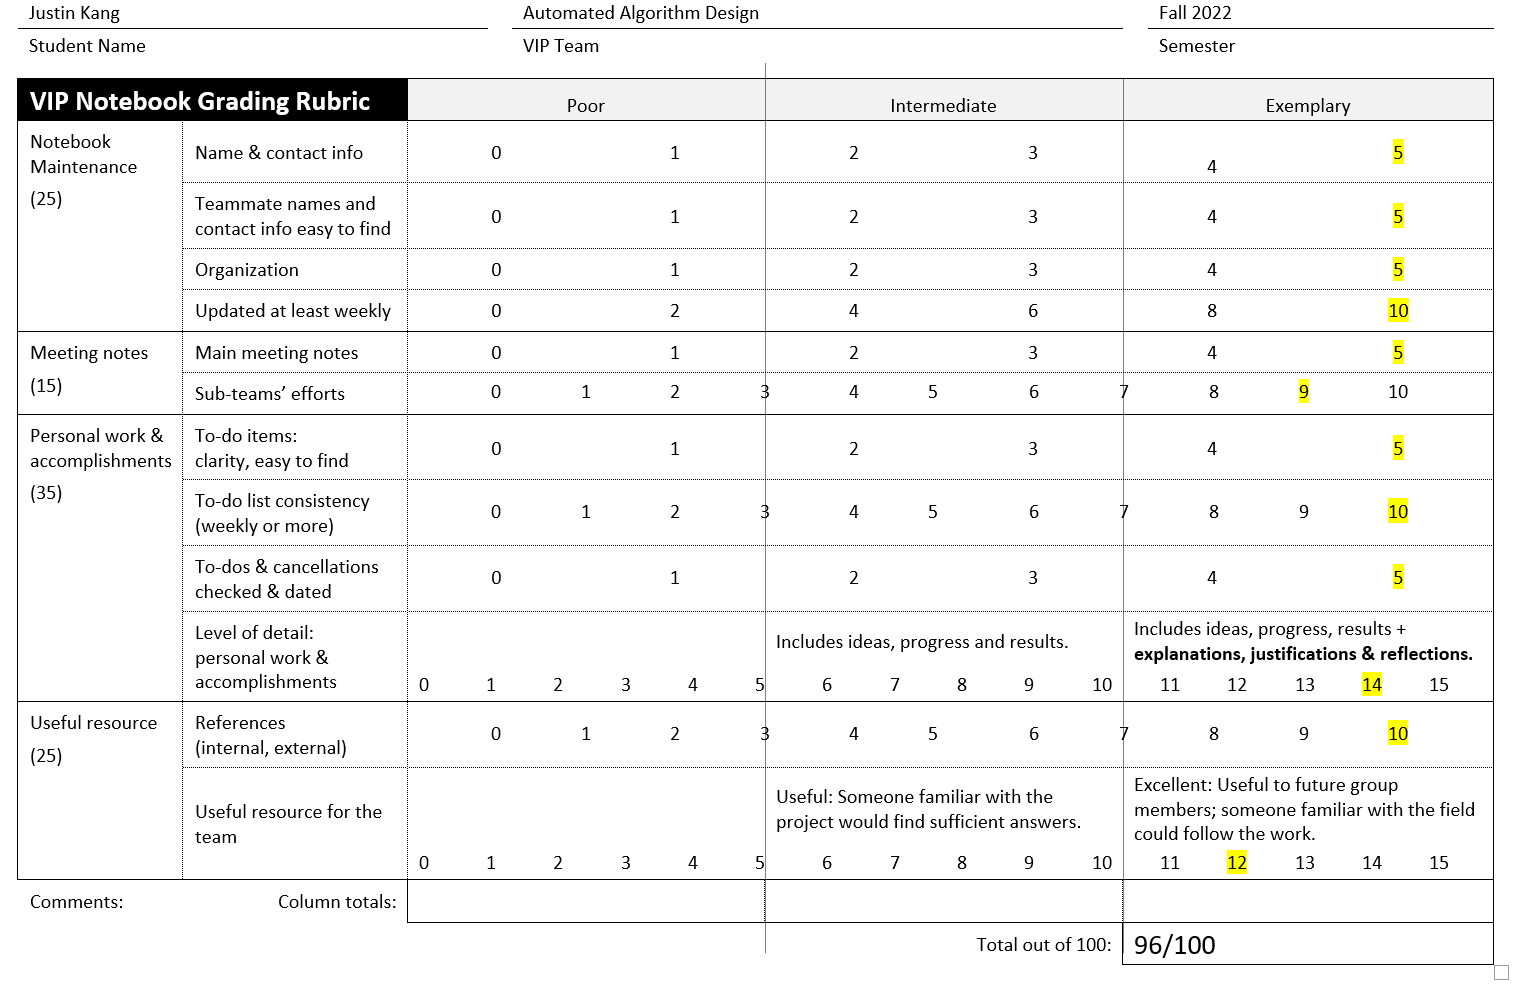 Justin Kang Automated Algorithm Design Fall 2022
Student Name VIP Team Semester
VIP Notebook Grading Rubric Poor Intermediate Exemplary
Notebook
Maintenance
(25)
Name & contact info 0 1 2 3 4 5
Teammate names and
contact info easy to find 0 1 2 3 4 5
Organization 0 1 2 3 4 5
Updated at least weekly 0 2 4 6 8 10
Meeting notes
(15)
Main meeting notes 0 1 2 3 4 5
Sub-teams’ efforts 0 1 2 3 4 5 6 7 8 9 10
Personal work &
accomplishments
(35)
To-do items:
clarity, easy to find 0 1 2 3 4 5
To-do list consistency
(weekly or more) 0 1 2 3 4 5 6 7 8 9 10
To-dos & cancellations
checked & dated 0 1 2 3 4 5
Level of detail:
personal work &
accomplishments
Includes ideas, progress and results.
Includes ideas, progress, results +
explanations, justifications & reflections.
0 1 2 3 4 5 6 7 8 9 10 11 12 13 14 15
Useful resource
(25)
References
(internal, external) 0 1 2 3 4 5 6 7 8 9 10
Useful resource for the
team
Useful: Someone familiar with the
project would find sufficient answers.
Excellent: Useful to future group
members; someone familiar with the field
could follow the work.
0 1 2 3 4 5 6 7 8 9 10 11 12 13 14 15
Comments: Column totals:
Total out of 100: 96/100